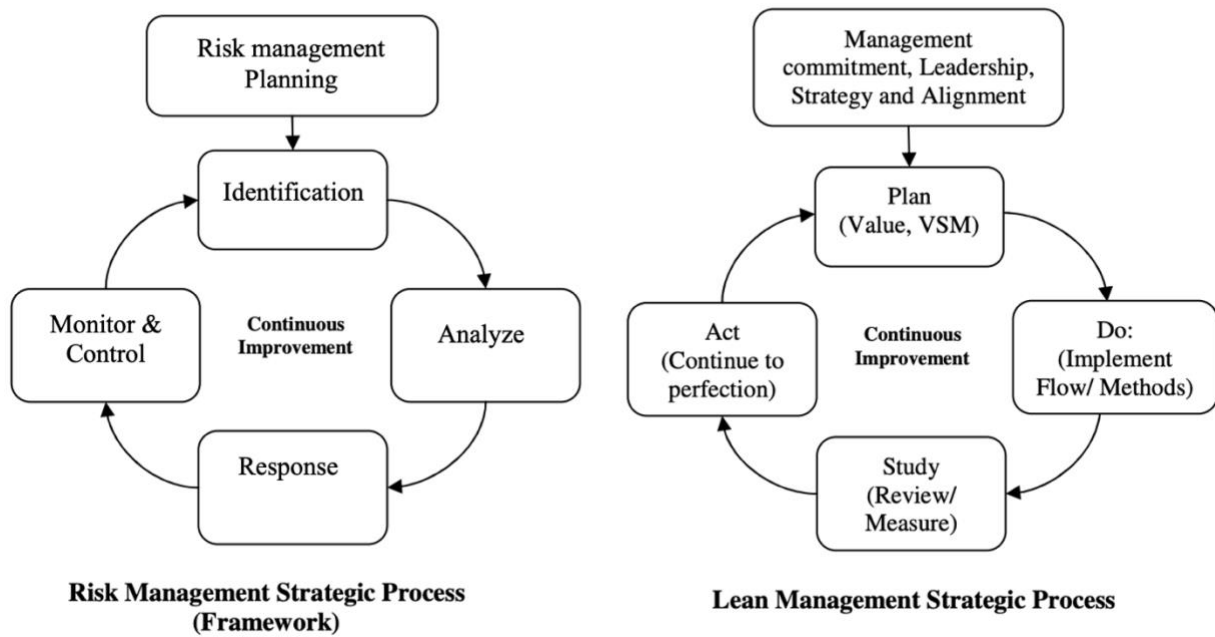 Risk management
Planning
Identification
Analyze
Response
Monitor &
Control
Continuous
Improvement
Risk Management Strategic Process
(Framework)
Management
commitment, Leadership,
Strategy and Alignment
Plan
(Value, VSM)
Do:
(Implement
Flow/ Methods)
Study
(Review/
Measure)
Act
(Continue to
perfection)
Continuous
Improvement
Lean Management Strategic Process